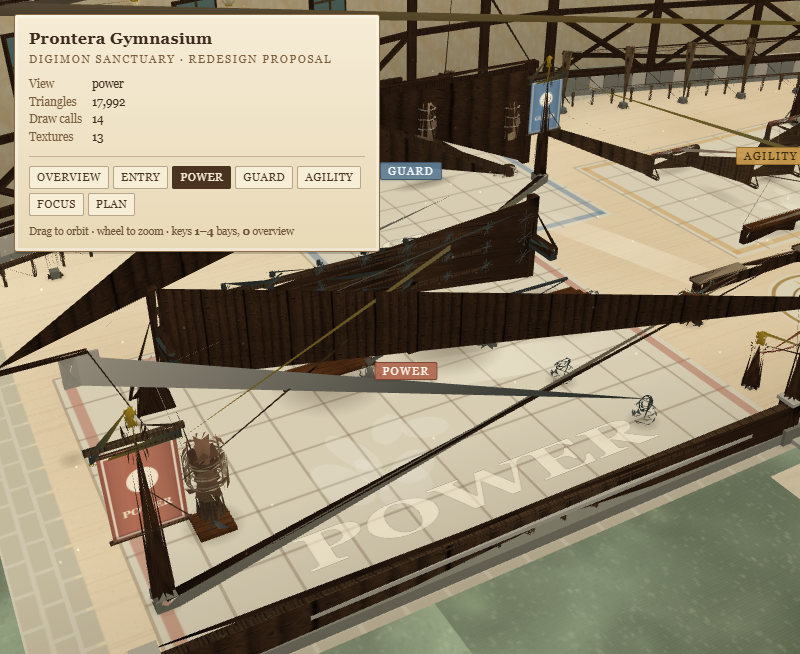 Prontera Gymnasium
DIGIMON SANCTUARY · REDESIGN PROPOSAL
View power
Triangles 17,992
Draw calls 14
Textures 13
OVERVIEW ENTRY POWER GUARD AGILITY
FOCUS PLAN
Drag to orbit · wheel to zoom · keys 1–4 bays, 0 overview
GUARD
AGILITY
POWER
POWER
POWER